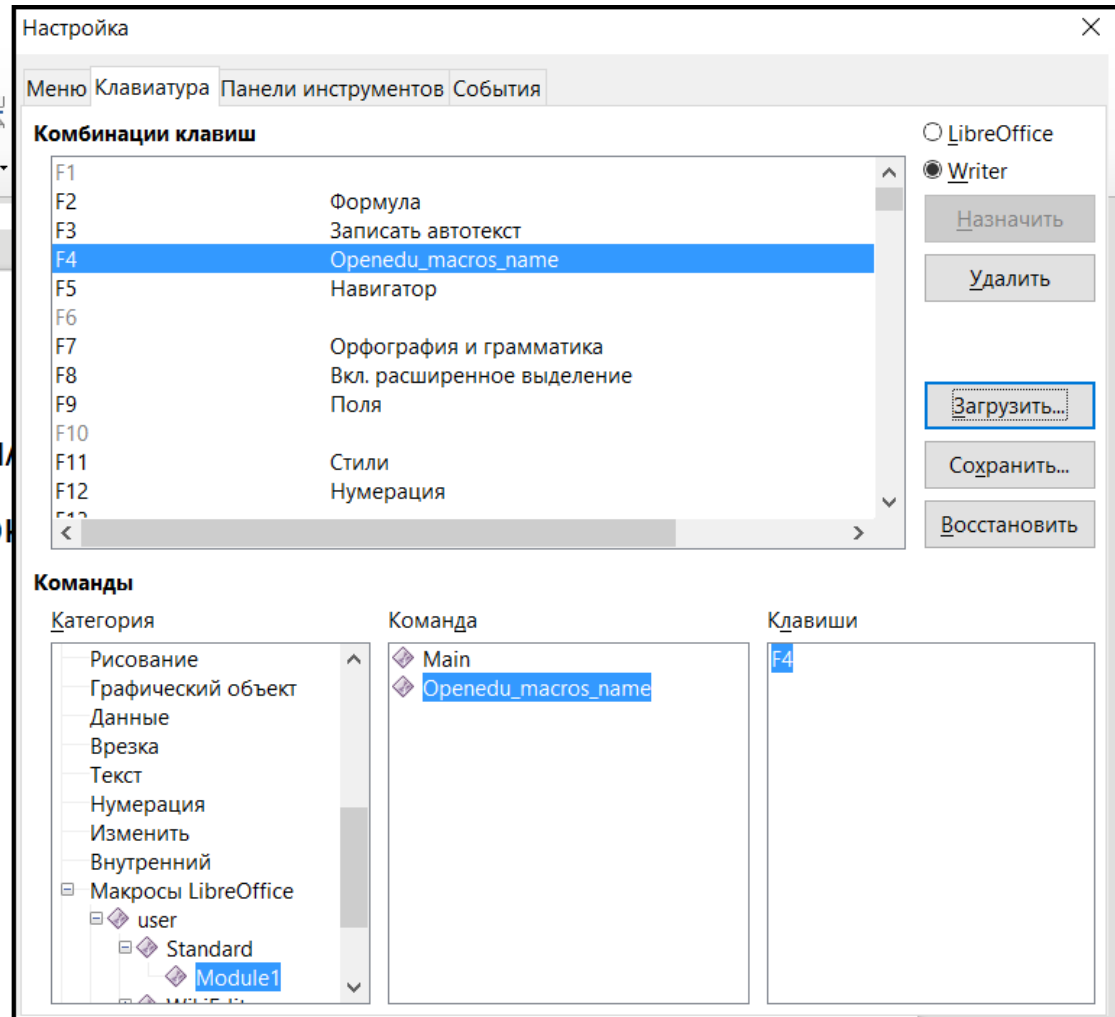 Настройка
Меню Клавиатура Панели инструментов События
Комбинации клавиш
LibreOffice
Writer
F1
F2 Формула
F3 Записать автотекст
F4 Openedu_macros_name
F5 Навигатор
F6
F7 Орфография и грамматика
F8 Вкл. расширенное выделение
F9 Поля
F10
F11 Стили
F12 Нумерация
Назначить
Удалить
Загрузить...
Сохранить...
Восстановить
Команды
Категория
Рисование
Графический объект
Данные
Врезка
Текст
Нумерация
Изменить
Внутренний
Макросы LibreOffice
user
Standard
Module1
Команда
Main
Openedu_macros_name
Клавиши
F4